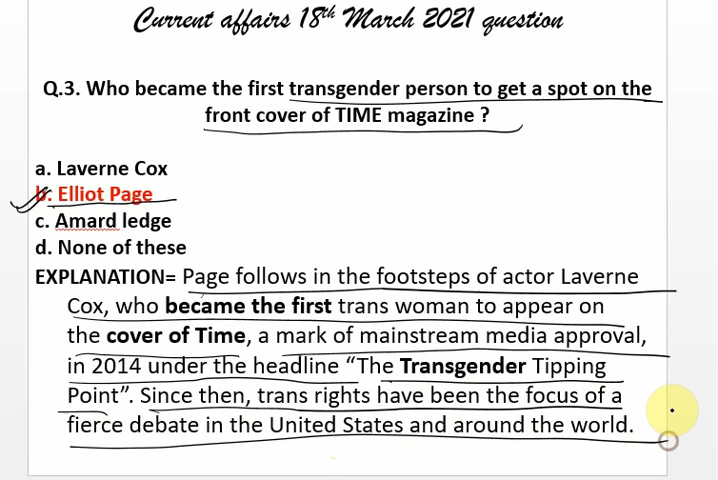 Current affairs 18th March 2021 question
Q.3. Who became the first transgender person to get a spot on the
front cover of TIME magazine ?
a. Laverne Cox
b. Elliot Page
c. Amard ledge
d. None of these
EXPLANATION= Page follows in the footsteps of actor Laverne
Cox, who became the first trans woman to appear on
the cover of Time, a mark of mainstream media approval,
in 2014 under the headline “The Transgender Tipping
Point”. Since then, trans rights have been the focus of a
fierce debate in the United States and around the world.